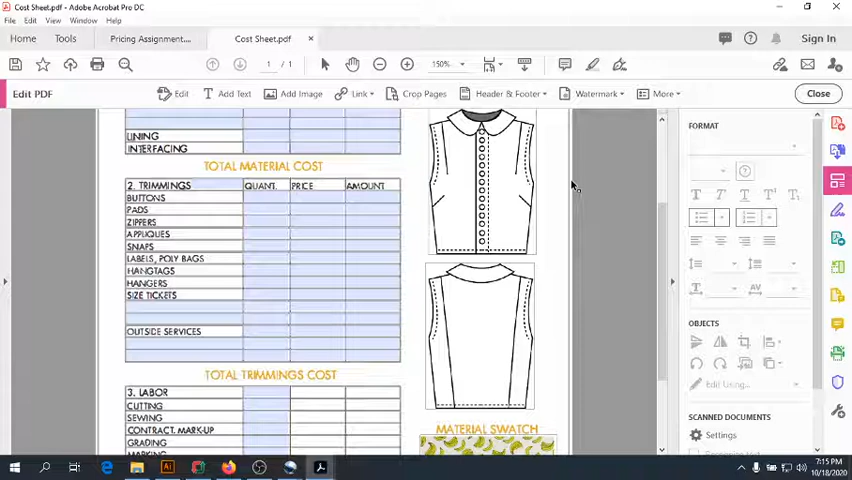 Cost Sheet.pdf - Adobe Acrobat Pro DC
File Edit View Window Help
Home Tools Pricing Assignment.... Cost Sheet.pdf × Sign In
1 / 1 150%
Edit PDF Edit Add Text Add Image Link Crop Pages Header & Footer Watermark More Close
LINING
INTERFACING
TOTAL MATERIAL COST
2. TRIMMINGS QUANT. PRICE AMOUNT
BUTTONS
PADS
ZIPPERS
APPLIQUES
SNAPS
LABELS, POLY BAGS
HANGTAGS
HANGERS
SIZE TICKETS
OUTSIDE SERVICES
TOTAL TRIMMINGS COST
3. LABOR
CUTTING
SEWING
CONTRACT. MARK-UP
GRADING
MARKING
MATERIAL SWATCH
FORMAT
OBJECTS
Edit Using...
SCANNED DOCUMENTS
Settings
7:15 PM
10/18/2020